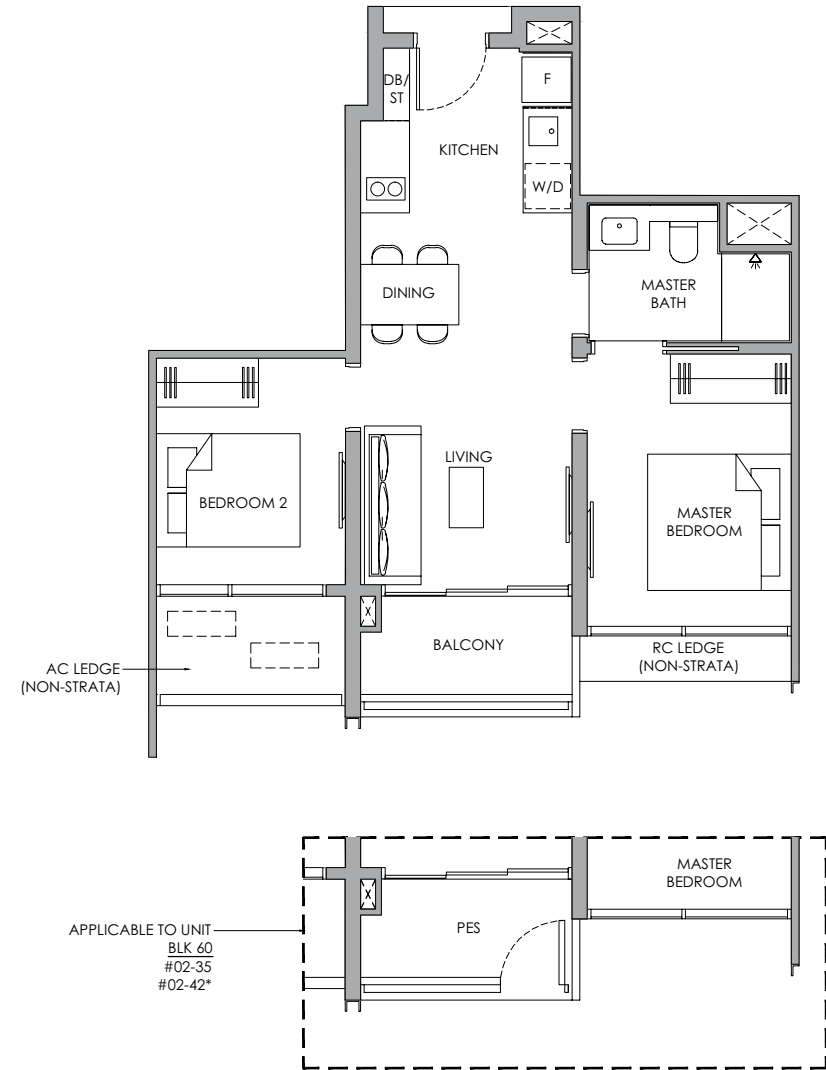 DB/
ST
F
KITCHEN
W/D
DINING
MASTER
BATH
LIVING
BEDROOM 2
MASTER
BEDROOM
BALCONY
RC LEDGE
(NON-STRATA)
AC LEDGE
(NON-STRATA)
MASTER
BEDROOM
PES
APPLICABLE TO UNIT
BLK 60
#02-35
#02-42*